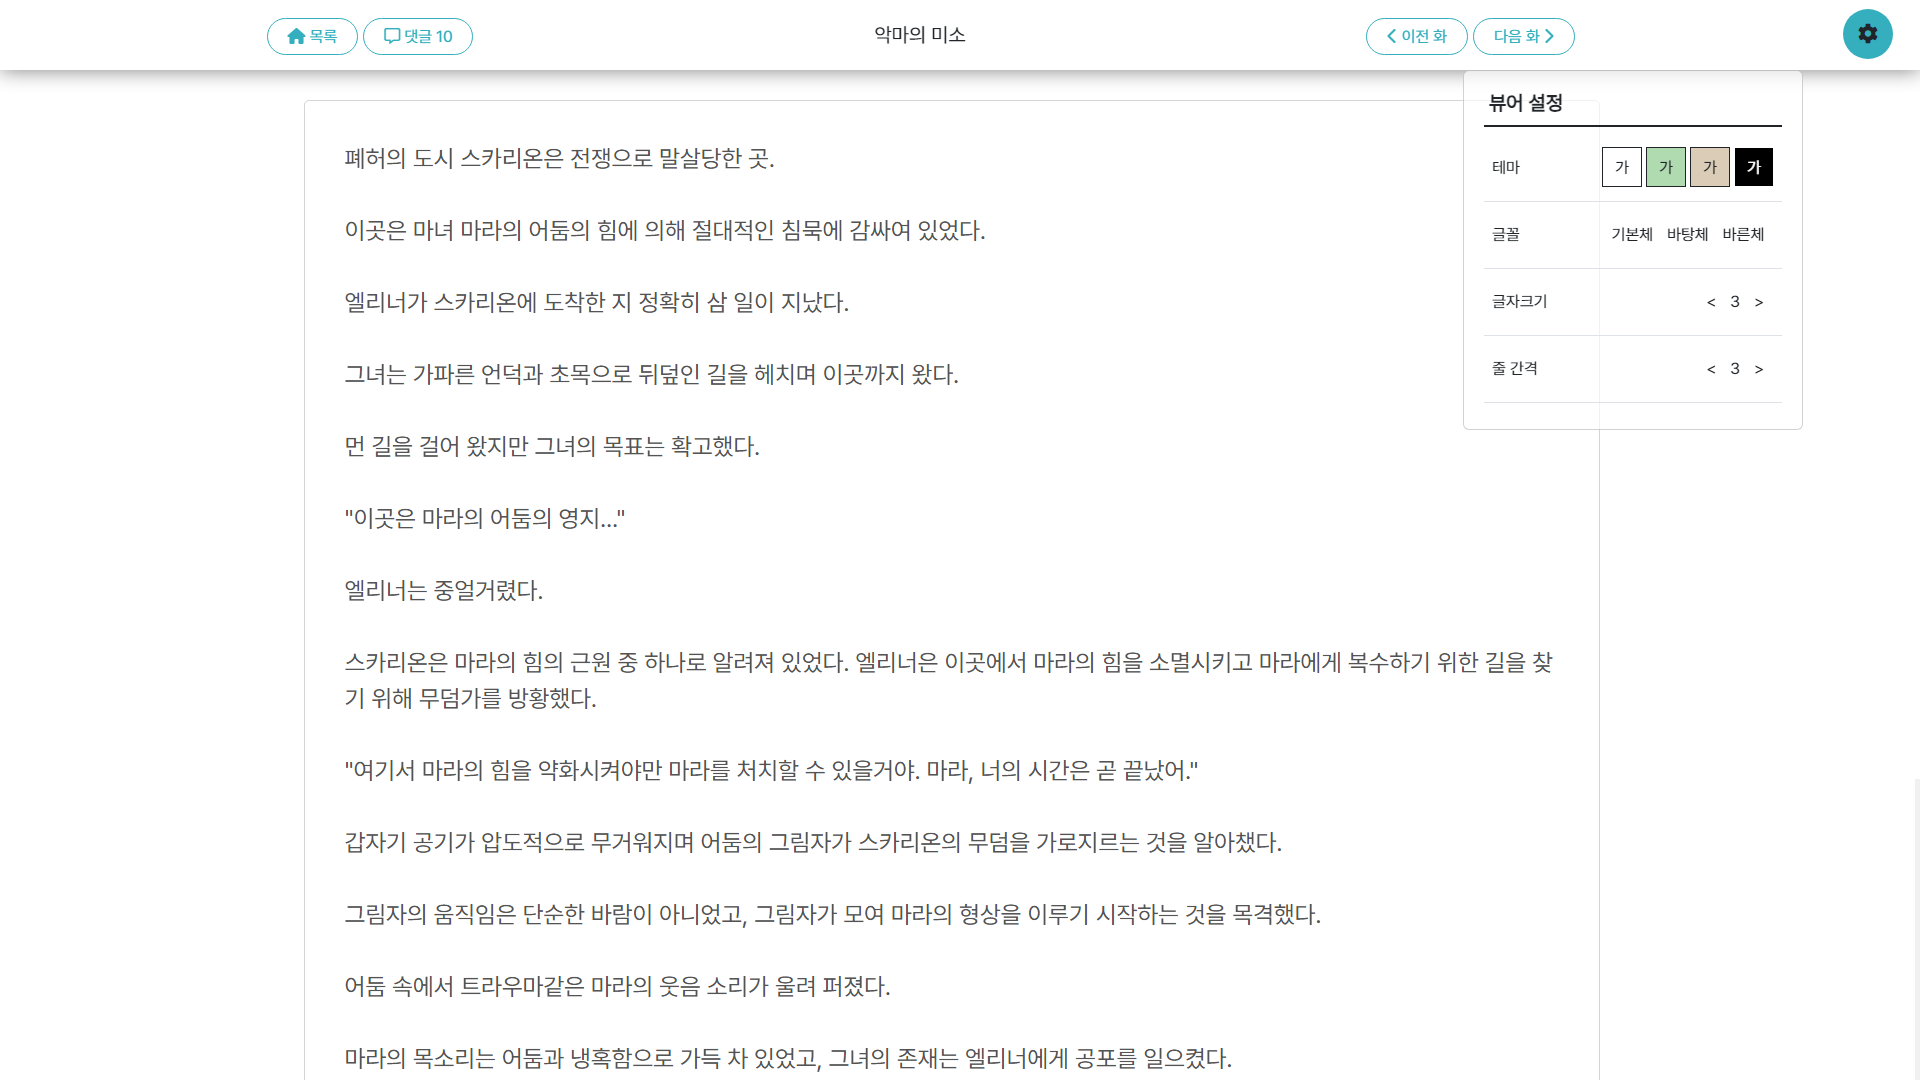 목록 댓글 10 악마의 미소 이전 화 다음 화
뷰어 설정
테마 가 가 가 가
글꼴 기본체 바탕체 바른체
글자크기 < 3 >
줄 간격 < 3 >
폐허의 도시 스카리온은 전쟁으로 말살당한 곳.
이곳은 마녀 마라의 어둠의 힘에 의해 절대적인 침묵에 감싸여 있었다.
엘리너가 스카리온에 도착한 지 정확히 삼 일이 지났다.
그녀는 가파른 언덕과 초목으로 뒤덮인 길을 헤치며 이곳까지 왔다.
먼 길을 걸어 왔지만 그녀의 목표는 확고했다.
"이곳은 마라의 어둠의 영지..."
엘리너는 중얼거렸다.
스카리온은 마라의 힘의 근원 중 하나로 알려져 있었다. 엘리너은 이곳에서 마라의 힘을 소멸시키고 마라에게 복수하기 위한 길을 찾
기 위해 무덤가를 방황했다.
"여기서 마라의 힘을 약화시켜야만 마라를 처치할 수 있을거야. 마라, 너의 시간은 곧 끝났어."
갑자기 공기가 압도적으로 무거워지며 어둠의 그림자가 스카리온의 무덤을 가로지르는 것을 알아챘다.
그림자의 움직임은 단순한 바람이 아니었고, 그림자가 모여 마라의 형상을 이루기 시작하는 것을 목격했다.
어둠 속에서 트라우마같은 마라의 웃음 소리가 울려 퍼졌다.
마라의 목소리는 어둠과 냉혹함으로 가득 차 있었고, 그녀의 존재는 엘리너에게 공포를 일으켰다.